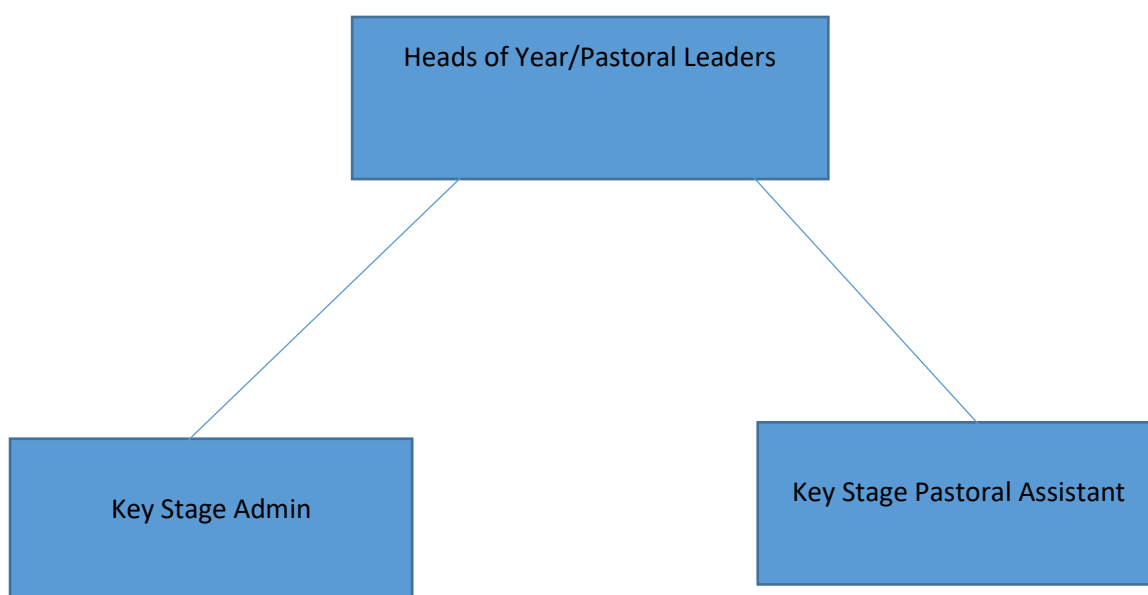 Heads of Year/Pastoral Leaders
Key Stage Admin
Key Stage Pastoral Assistant